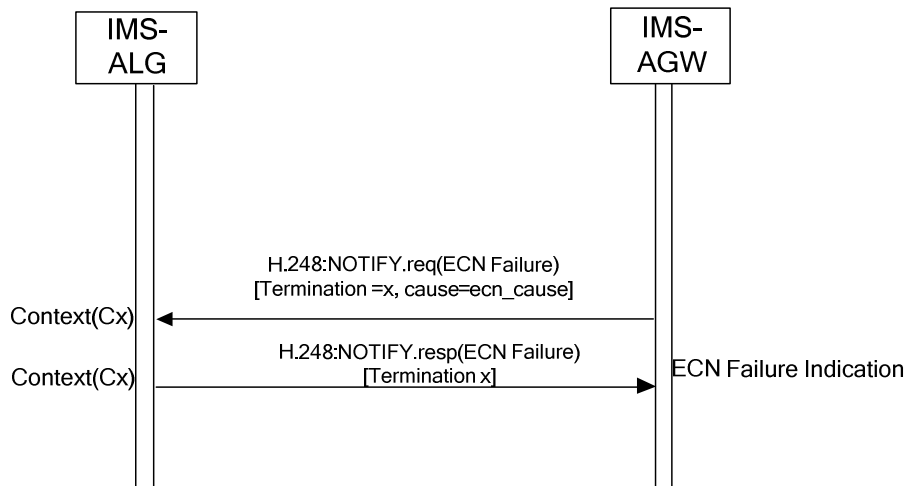 IMS-
ALG
IMS-
AGW
H.248:NOTIFY.req(ECN Failure)
[Termination =x, cause=ecn_cause]
Context(Cx)
H.248:NOTIFY.resp(ECN Failure)
[Termination x]
Context(Cx)
ECN Failure Indication